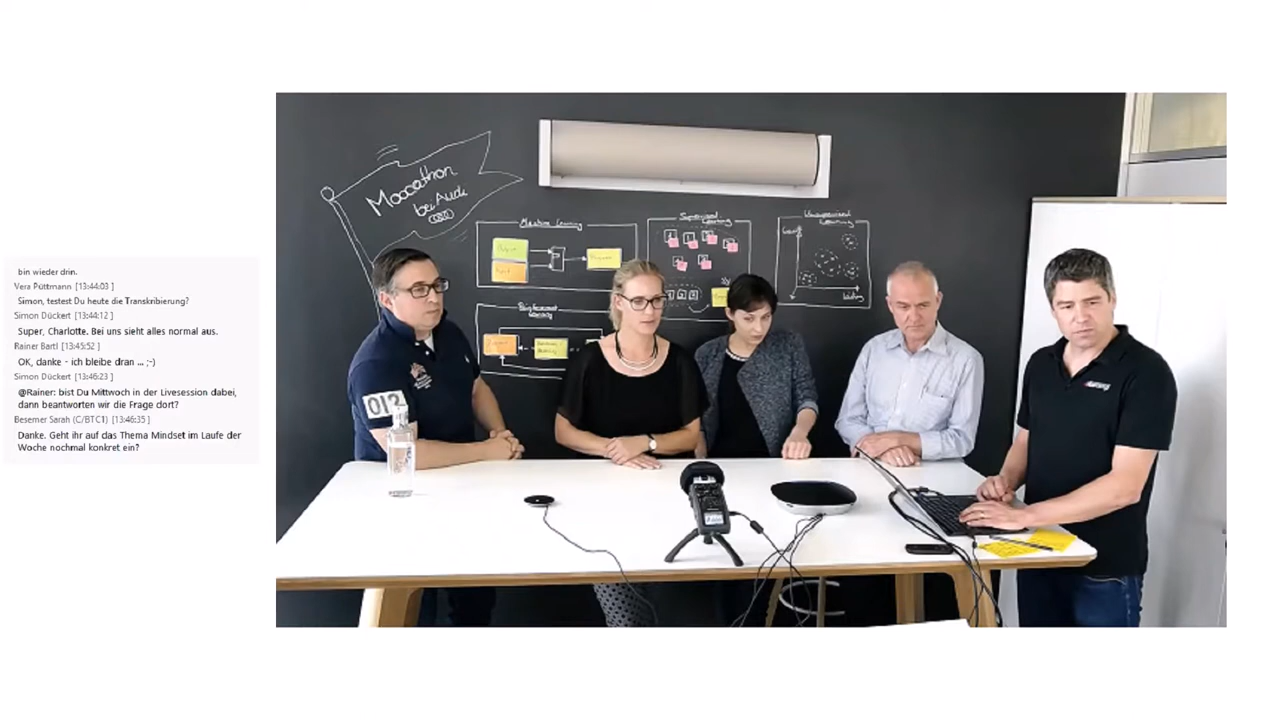 bin wieder drin.
Vera Püttmann [13:44:03 ]
Simon, testest Du heute die Transkribierung?
Simon Dückert [13:44:12 ]
Super, Charlotte. Bei uns sieht alles normal aus.
Rainer Bartl [13:45:52 ]
OK, danke - ich bleibe dran ... ;-)
Simon Dückert [13:46:23 ]
@Rainer: bist Du Mittwoch in der Livesession dabei,
dann beantworten wir die Frage dort?
Besemer Sarah (C/BTC1) [13:46:35 ]
Danke. Geht ihr auf das Thema Mindset im Laufe der
Woche nochmal konkret ein?
Moocathon
bei Audi
Machine Learning
Supervised
Learning
Unsupervised
Learning
Reinforcement
Learning
012